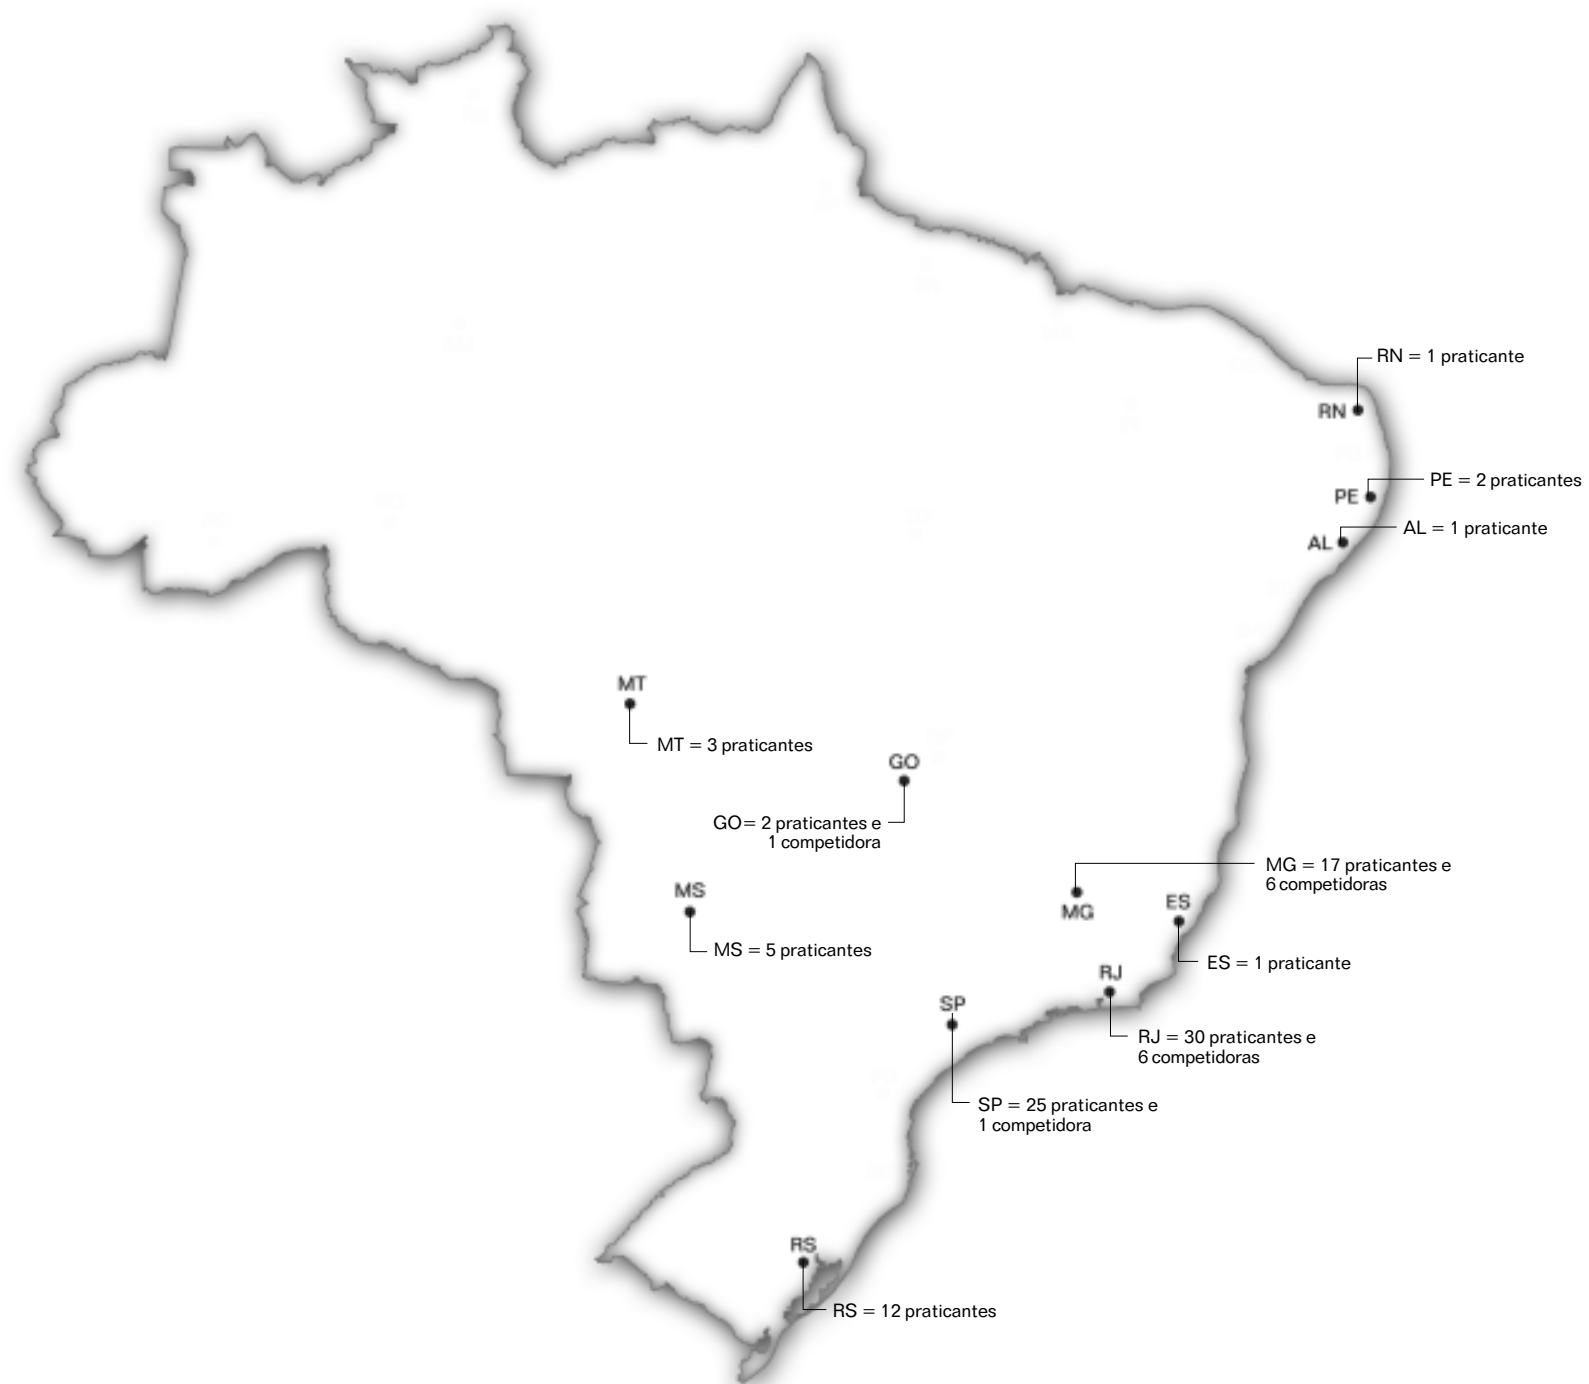 RN = 1 praticante
RN
PE = 2 praticantes
PE
AL = 1 praticante
AL
MT
MT = 3 praticantes
GO
GO= 2 praticantes e
1 competidora
MG = 17 praticantes e
6 competidoras
MG
MS
MS = 5 praticantes
ES
ES = 1 praticante
RJ
RJ = 30 praticantes e
6 competidoras
SP
SP = 25 praticantes e
1 competidora
RS
RS = 12 praticantes